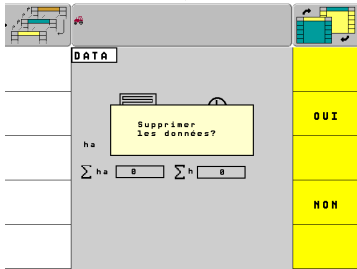 DATA
Supprimer
les données?
OUI
ha
∑ ha 0 ∑ h 0
NON